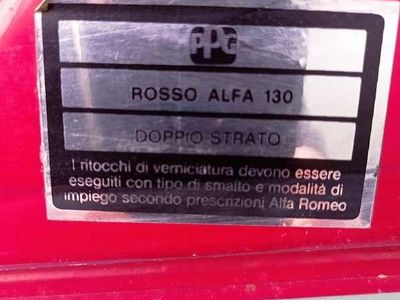 PPG
ROSSO ALFA 130
DOPPIO STRATO
I ritocchi di verniciatura devono essere
eseguiti con tipo di smalto e modalità di
impiego secondo prescrizioni Alfa Romeo